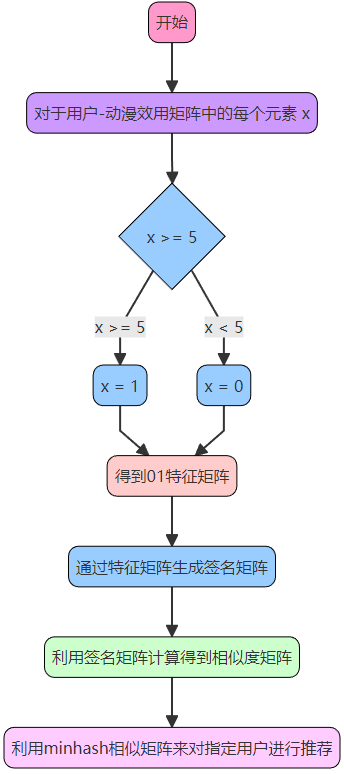 开始
对于用户-动漫效用矩阵中的每个元素 x
x >= 5
x >= 5
x < 5
x = 1
x = 0
得到01特征矩阵
通过特征矩阵生成签名矩阵
利用签名矩阵计算得到相似度矩阵
利用minhash相似矩阵来对指定用户进行推荐